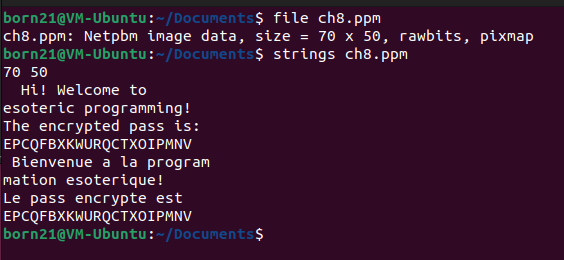 born21@VM-Ubuntu:~/Documents$ file ch8.ppm
ch8.ppm: Netpbm image data, size = 70 x 50, rawbits, pixmap
born21@VM-Ubuntu:~/Documents$ strings ch8.ppm
70 50
  Hi! Welcome to
esoteric programming!
The encrypted pass is:
EPCQFBXKWURQCTXOIPMNV
 Bienvenue a la program
mation esoterique!
Le pass encrypte est
EPCQFBXKWURQCTXOIPMNV
born21@VM-Ubuntu:~/Documents$